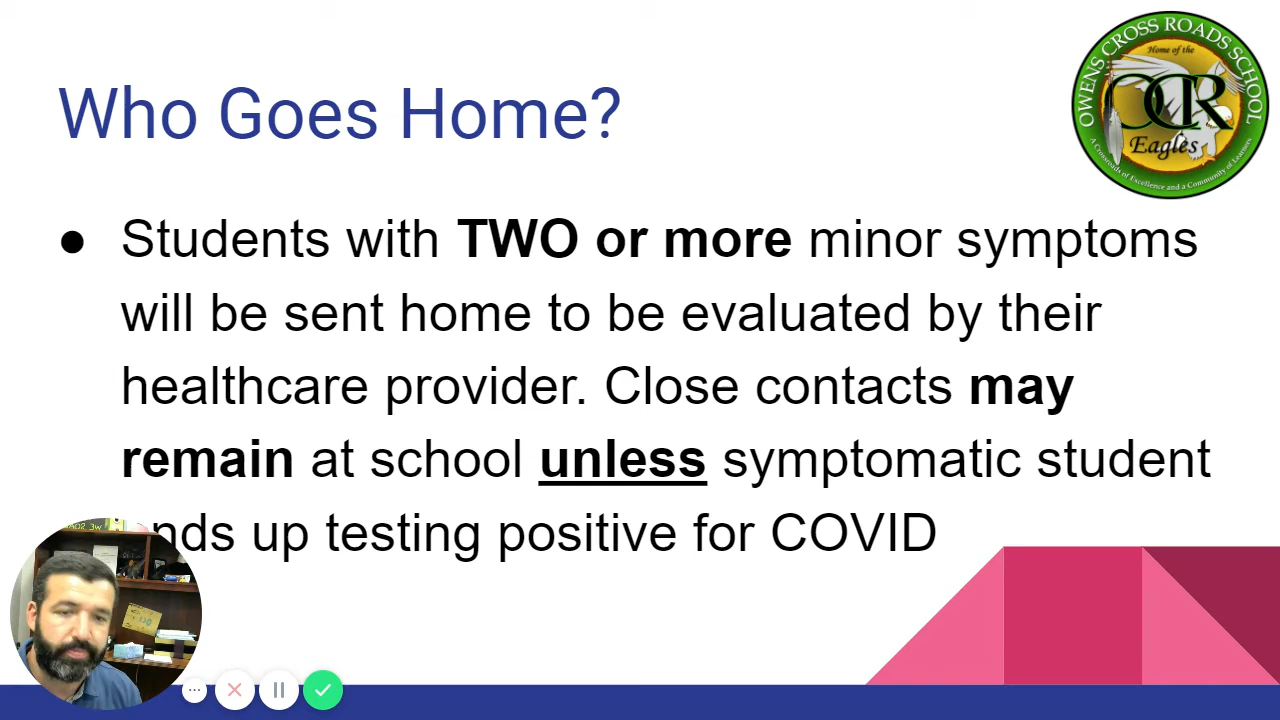 OWENS CROSS ROADS SCHOOL
Home of the
OCR
Eagles
A Crossroads of Excellence and a Community of Learners
Who Goes Home?
● Students with TWO or more minor symptoms
will be sent home to be evaluated by their
healthcare provider. Close contacts may
remain at school unless symptomatic student
up testing positive for COVID